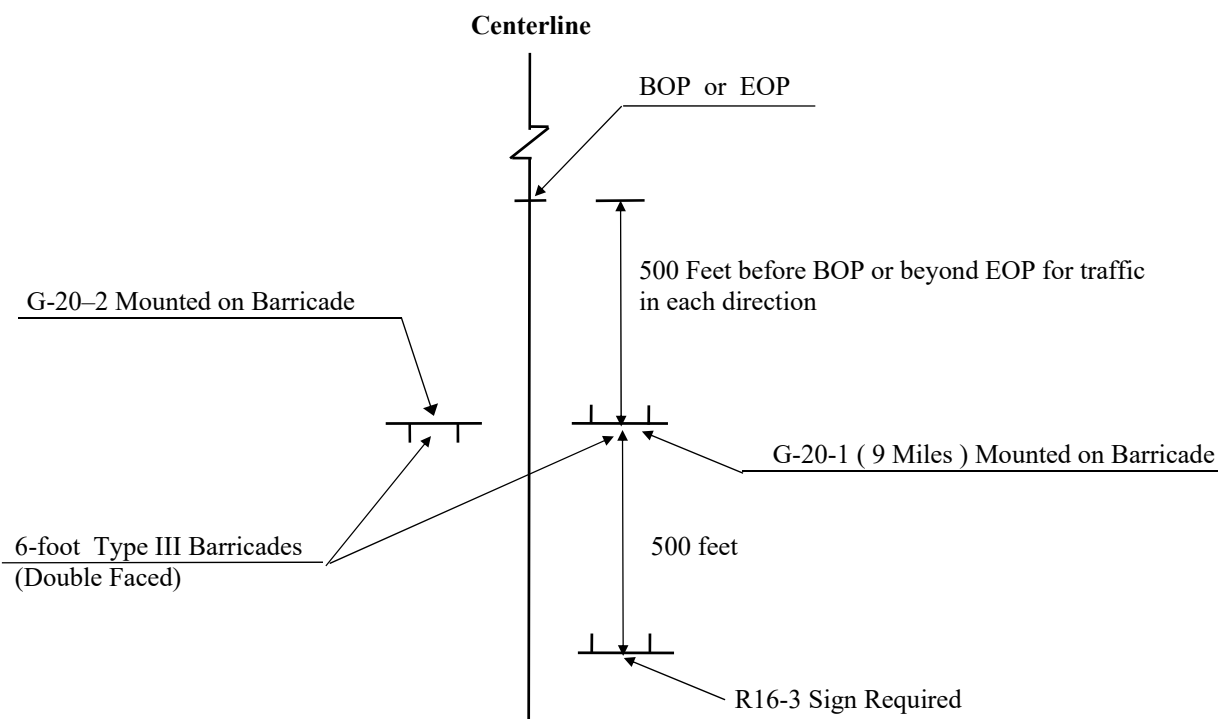 Centerline
BOP or EOP
500 Feet before BOP or beyond EOP for traffic
in each direction
G-20–2 Mounted on Barricade
G-20-1 ( 9 Miles ) Mounted on Barricade
6-foot Type III Barricades
(Double Faced)
500 feet
R16-3 Sign Required